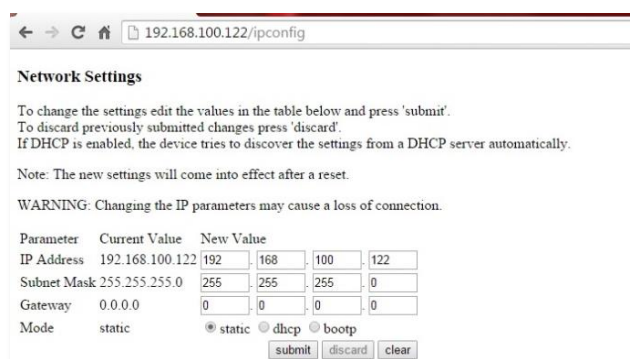 192.168.100.122/ipconfig
Network Settings
To change the settings edit the values in the table below and press 'submit'.
To discard previously submitted changes press 'discard'.
If DHCP is enabled, the device tries to discover the settings from a DHCP server automatically.
Note: The new settings will come into effect after a reset.
WARNING: Changing the IP parameters may cause a loss of connection.
Parameter Current Value New Value
IP Address 192.168.100.122 192 . 168 . 100 . 122
Subnet Mask 255.255.255.0 255 . 255 . 255 . 0
Gateway 0.0.0.0 0 . 0 . 0 . 0
Mode static static dhcp bootp
submit discard clear